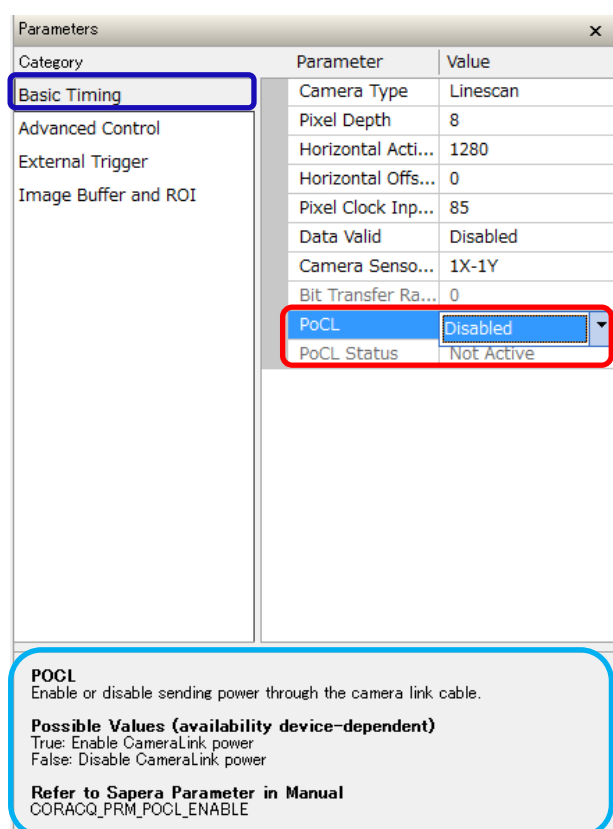 Parameters x
Category Parameter Value
Basic Timing Camera Type Linescan
Advanced Control Pixel Depth 8
External Trigger Horizontal Acti... 1280
Image Buffer and ROI Horizontal Offs... 0
Pixel Clock Inp... 85
Data Valid Disabled
Camera Senso... 1X-1Y
Bit Transfer Ra... 0
PoCL Disabled
PoCL Status Not Active
POCL
Enable or disable sending power through the camera link cable.
Possible Values (availability device-dependent)
True: Enable CameraLink power
False: Disable CameraLink power
Refer to Sapera Parameter in Manual
CORACQ_PRM_POCL_ENABLE